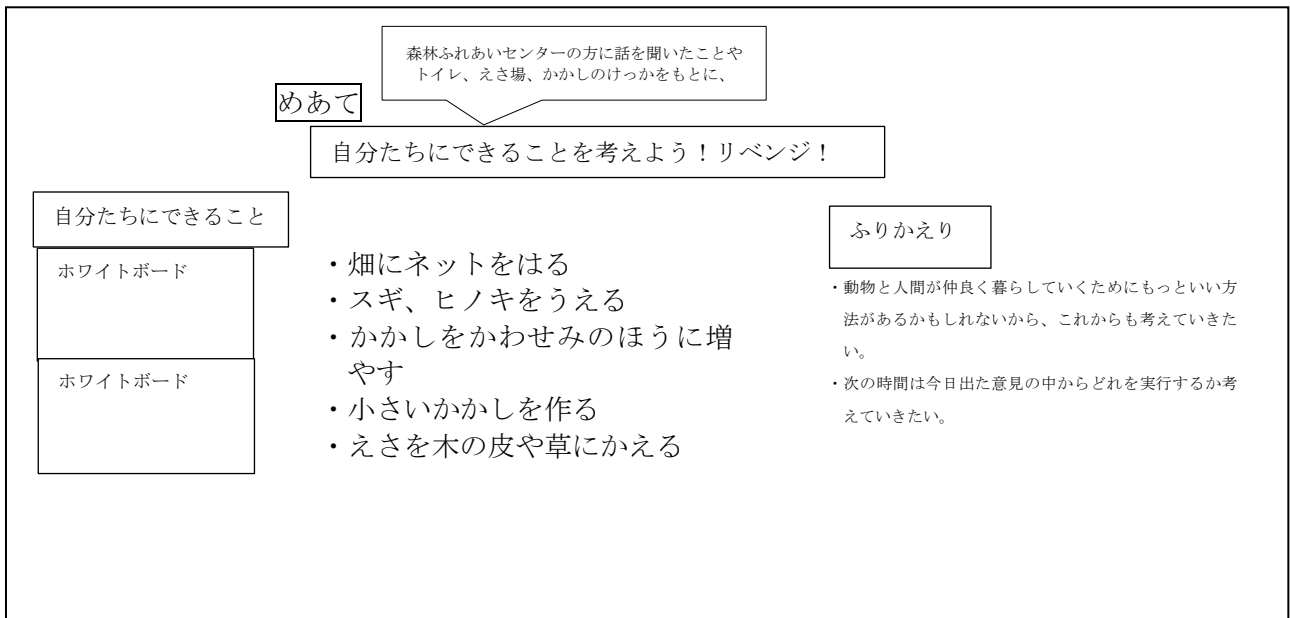 森林ふれあいセンターの方に話を聞いたことや
トイレ、えさ場、かかしのけっかをもとに、
めあて
自分たちにできることを考えよう！リベンジ！
自分たちにできること
ホワイトボード
ホワイトボード
・畑にネットをはる
・スギ、ヒノキをうえる
・かかしをかわせみのほうに増
やす
・小さいかかしを作る
・えさを木の皮や草にかえる
ふりかえり
・動物と人間が仲良く暮らしていくためにもっといい方
法があるかもしれないから、これからも考えていきた
い。
・次の時間は今日出た意見の中からどれを実行するか考
えていきたい。